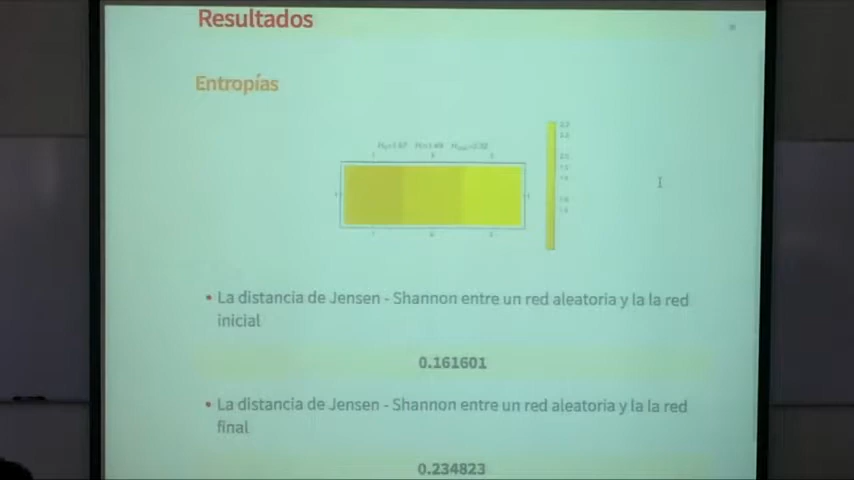 Resultados
Entropías
• La distancia de Jensen - Shannon entre un red aleatoria y la la red
inicial
0.161601
• La distancia de Jensen - Shannon entre un red aleatoria y la la red
final
0.234823